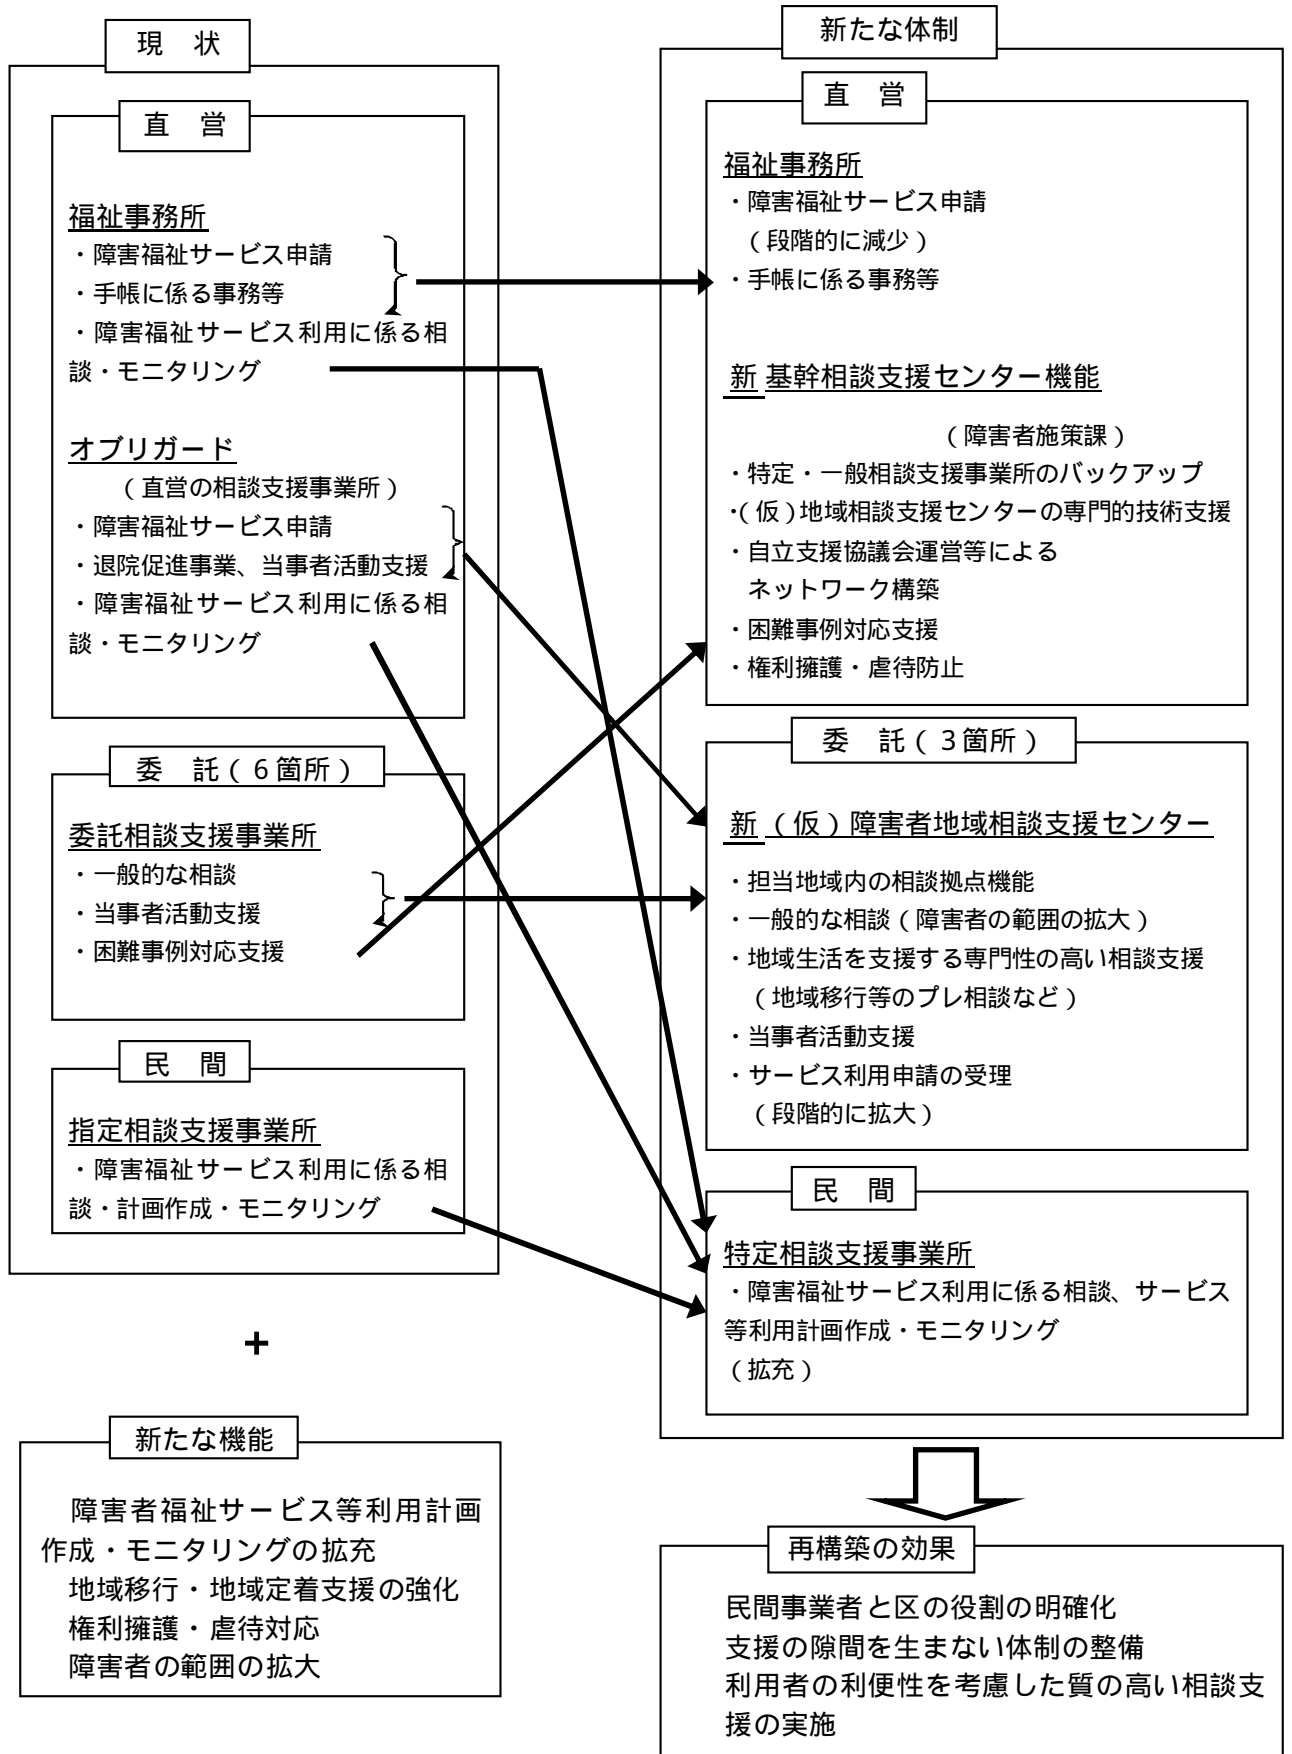 現　状
直　営
福祉事務所
・障害福祉サービス申請
・手帳に係る事務等
・障害福祉サービス利用に係る相
談・モニタリング
オブリガード
（直営の相談支援事業所）
・障害福祉サービス申請
・退院促進事業、当事者活動支援
・障害福祉サービス利用に係る相
談・モニタリング
委　託（６箇所）
委託相談支援事業所
・一般的な相談
・当事者活動支援
・困難事例対応支援
民　間
指定相談支援事業所
・障害福祉サービス利用に係る相
談・計画作成・モニタリング
+
新たな機能
障害者福祉サービス等利用計画
作成・モニタリングの拡充
地域移行・地域定着支援の強化
権利擁護・虐待対応
障害者の範囲の拡大
新たな体制
直　営
福祉事務所
・障害福祉サービス申請
（段階的に減少）
・手帳に係る事務等
新 基幹相談支援センター機能
（障害者施策課）
・特定・一般相談支援事業所のバックアップ
・（仮）地域相談支援センターの専門的技術支援
・自立支援協議会運営等による
ネットワーク構築
・困難事例対応支援
・権利擁護・虐待防止
委　託（３箇所）
新（仮）障害者地域相談支援センター
・担当地域内の相談拠点機能
・一般的な相談（障害者の範囲の拡大）
・地域生活を支援する専門性の高い相談支援
（地域移行等のプレ相談など）
・当事者活動支援
・サービス利用申請の受理
（段階的に拡大）
民　間
特定相談支援事業所
・障害福祉サービス利用に係る相談、サービス
等利用計画作成・モニタリング
（拡充）
再構築の効果
民間事業者と区の役割の明確化
支援の隙間を生まない体制の整備
利用者の利便性を考慮した質の高い相談支
援の実施